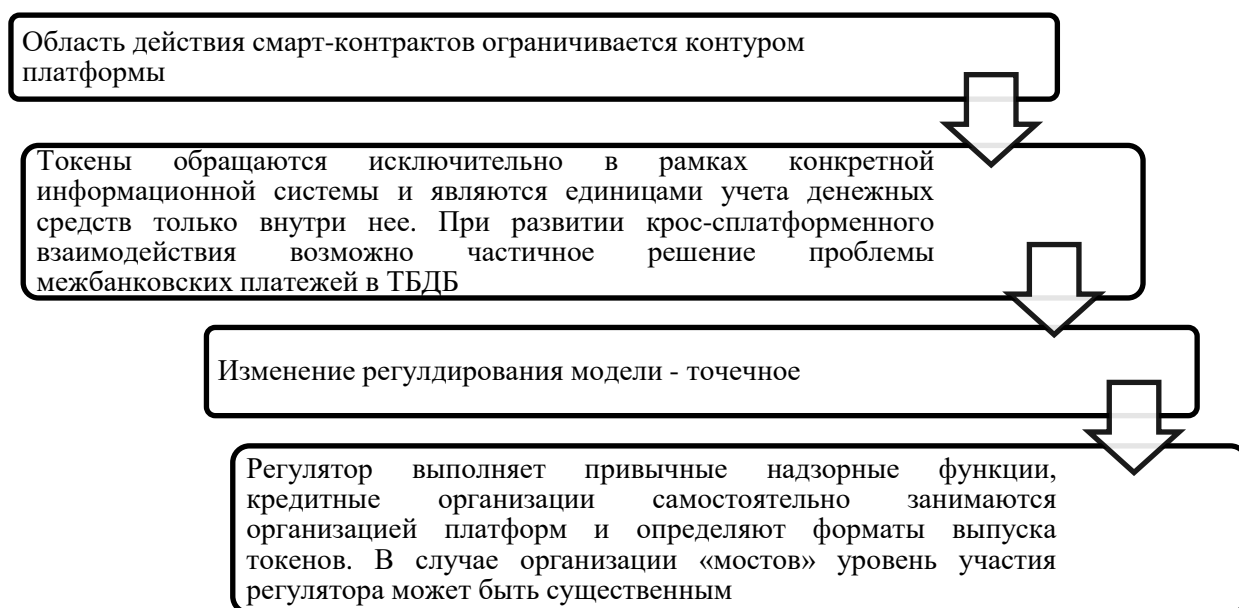 Область действия смарт-контрактов ограничивается контуром
платформы
Токены обращаются исключительно в рамках конкретной
информационной системы и являются единицами учета денежных
средств только внутри нее. При развитии крос-сплатформенного
взаимодействия возможно частичное решение проблемы
межбанковских платежей в ТБДБ
Изменение регулдирования модели - точечное
Регулятор выполняет привычные надзорные функции,
кредитные организации самостоятельно занимаются
организацией платформ и определяют форматы выпуска
токенов. В случае организации «мостов» уровень участия
регулятора может быть существенным